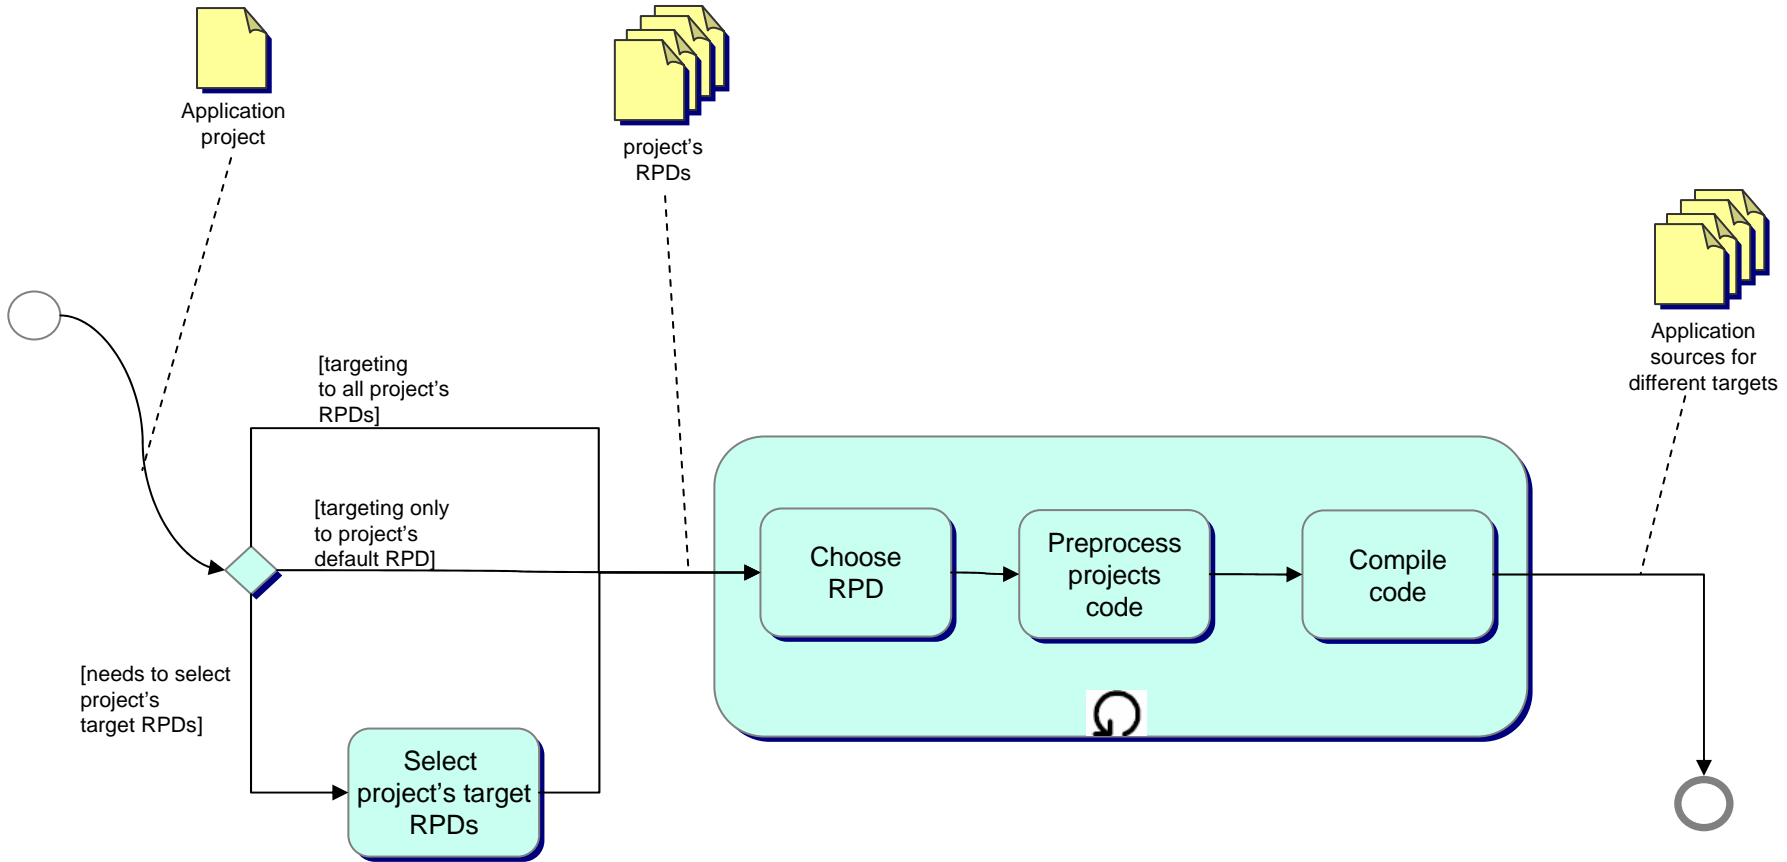 Application
project
project's
RPDs
Application
sources for
different targets
[targeting
to all project's
RPDs]
[targeting only
to project's
default RPD]
[needs to select
project's
target RPDs]
Select
project's target
RPDs
Choose
RPD
Preprocess
projects
code
Compile
code